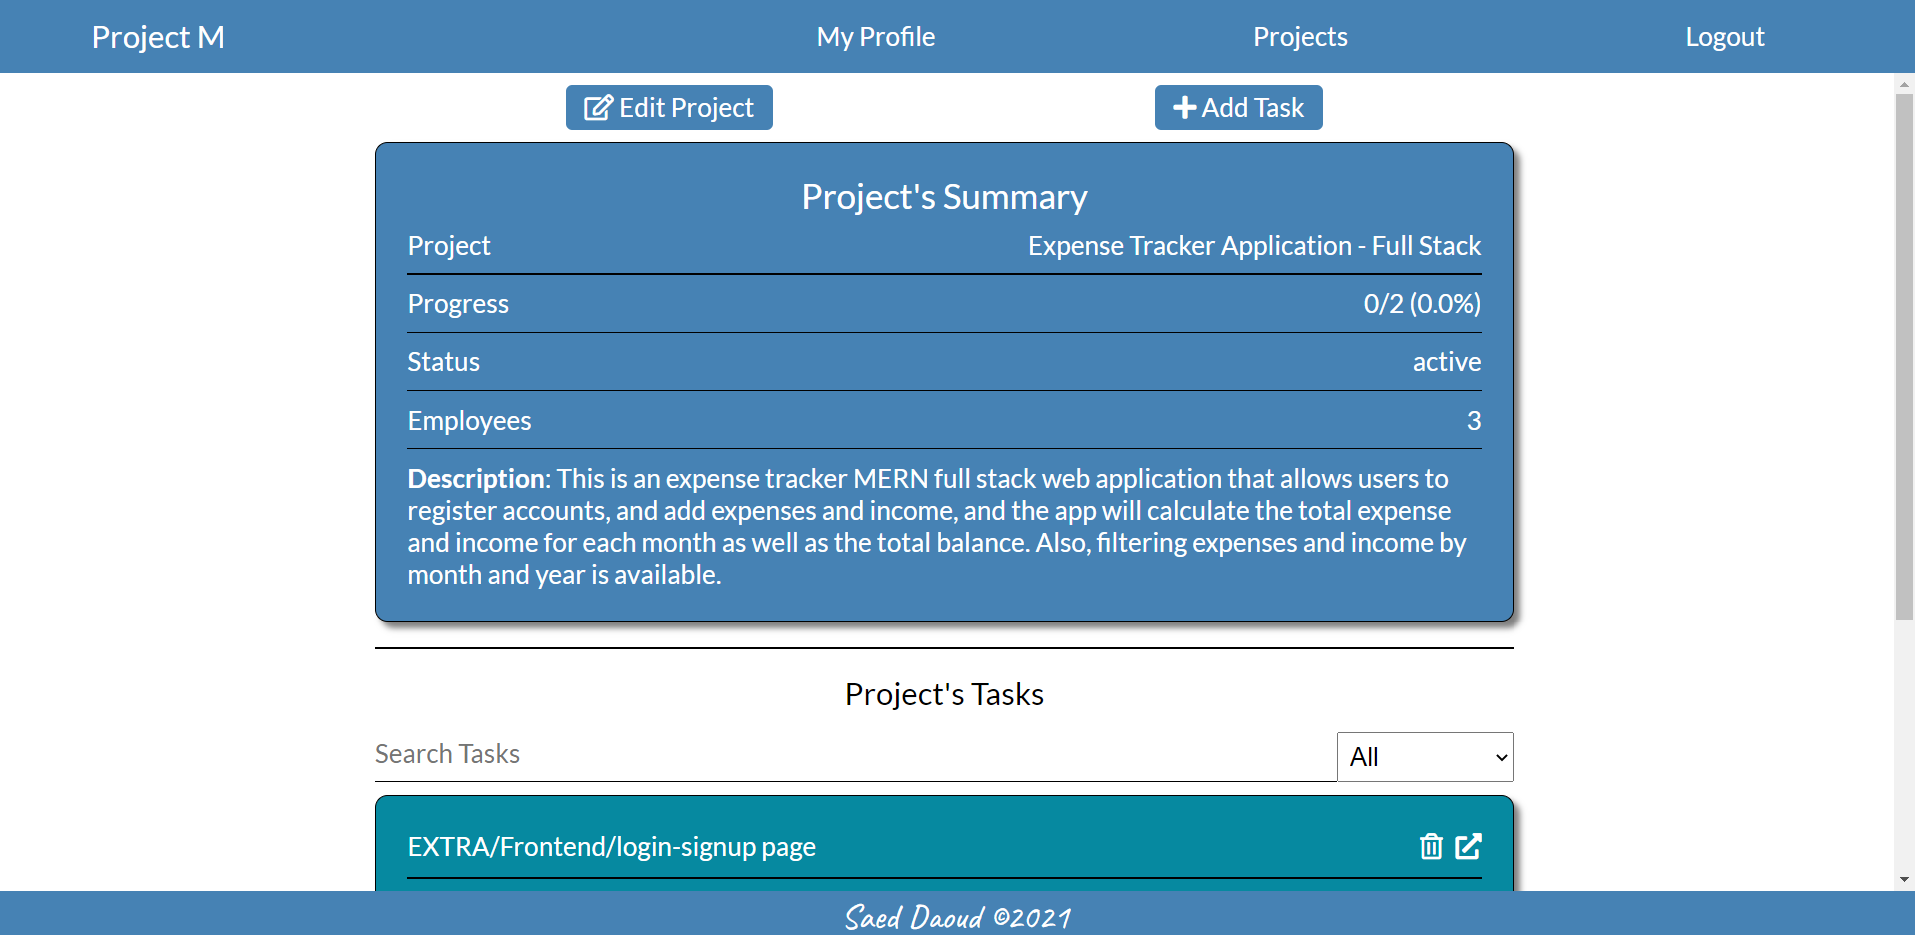 Project M
My Profile
Projects
Logout
Edit Project
Add Task
Project's Summary
Project
Expense Tracker Application - Full Stack
Progress
0/2 (0.0%)
Status
active
Employees
3
Description: This is an expense tracker MERN full stack web application that allows users to
register accounts, and add expenses and income, and the app will calculate the total expense
and income for each month as well as the total balance. Also, filtering expenses and income by
month and year is available.
Project's Tasks
Search Tasks
All
EXTRA/Frontend/login-signup page
Saed Daoud ©2021